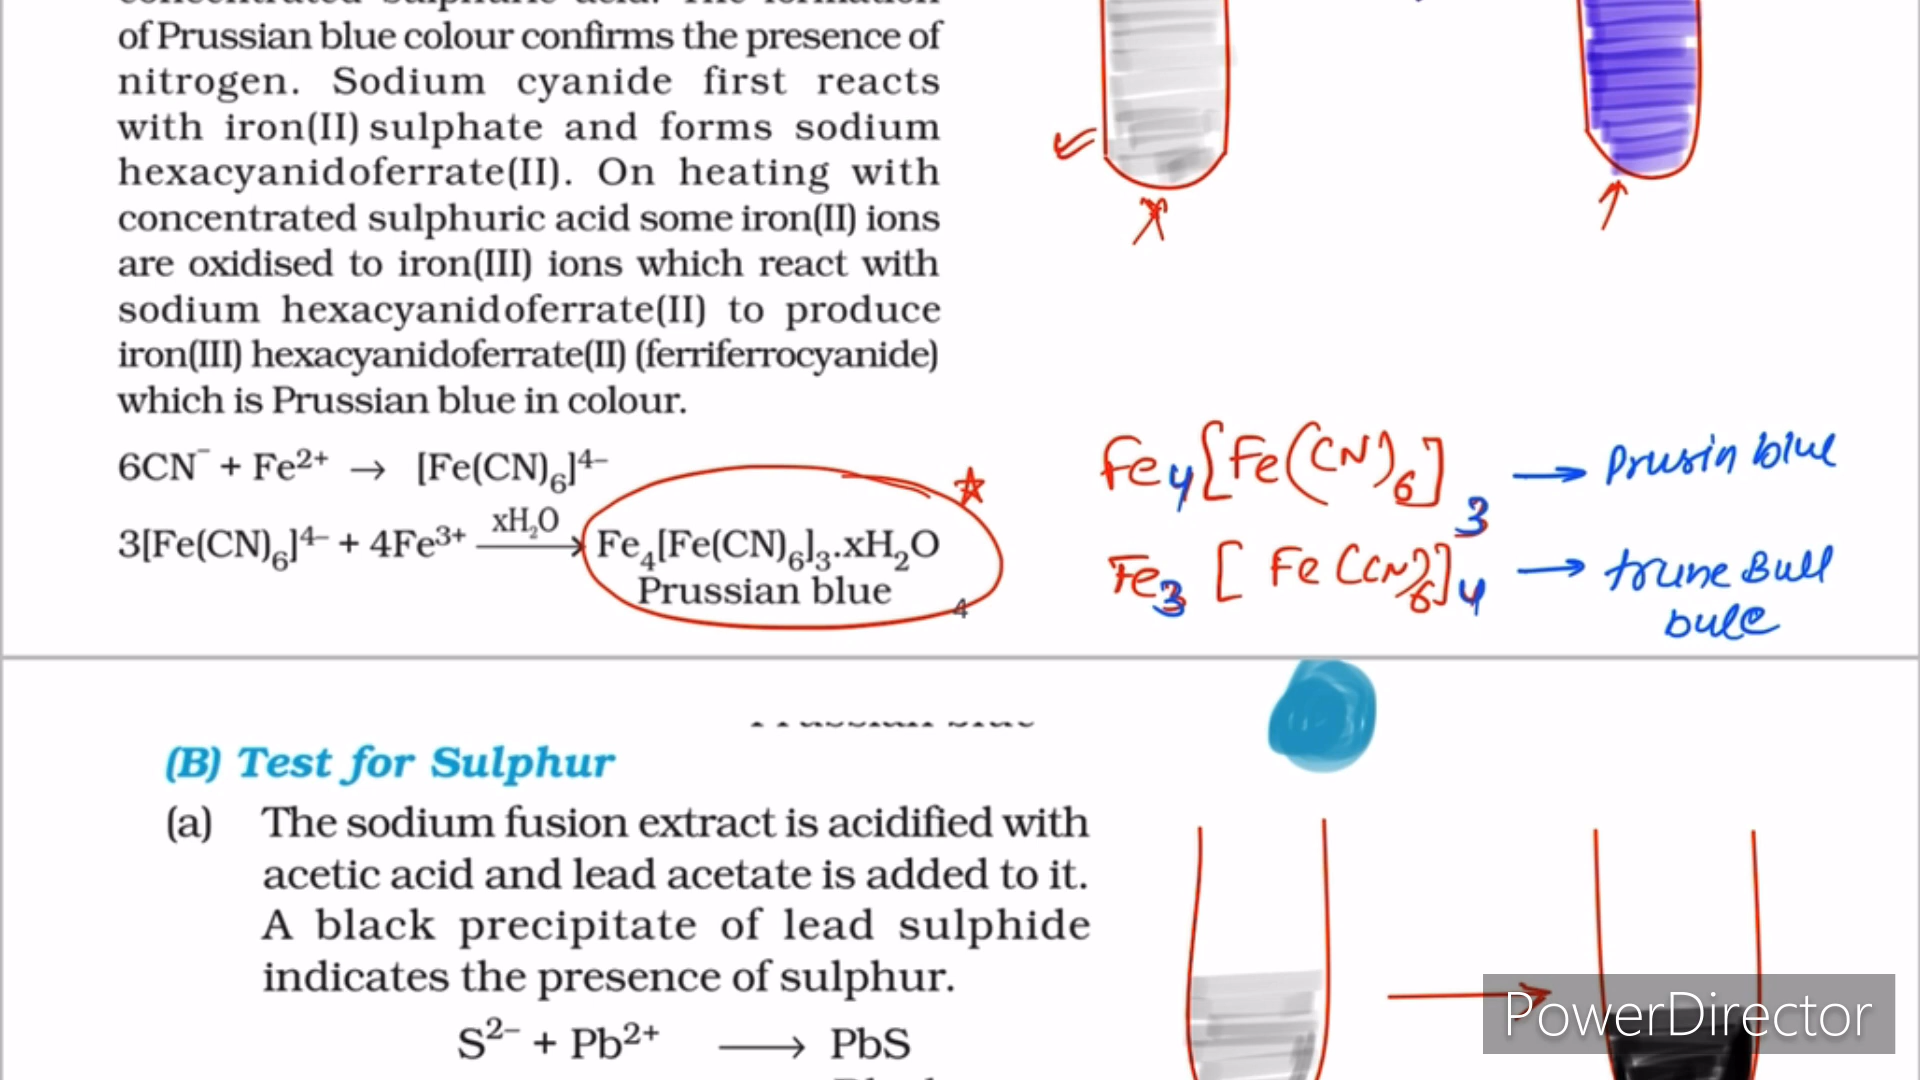 of Prussian blue colour confirms the presence of
nitrogen. Sodium cyanide first reacts
with iron(II) sulphate and forms sodium
hexacyanidoferrate(II). On heating with
concentrated sulphuric acid some iron(II) ions
are oxidised to iron(III) ions which react with
sodium hexacyanidoferrate(II) to produce
iron(III) hexacyanidoferrate(II) (ferriferrocyanide)
which is Prussian blue in colour.
6CN⁻ + Fe²⁺ → [Fe(CN)₆]⁴⁻
3[Fe(CN)₆]⁴⁻ + 4Fe³⁺ —xH₂O→ Fe₄[Fe(CN)₆]₃.xH₂O
Prussian blue
4
Fe₄[Fe(CN)₆]₃ → Prusin blue
Fe₃[Fe(CN)₆]₄ → trune Bull
bule
(B) Test for Sulphur
(a) The sodium fusion extract is acidified with
acetic acid and lead acetate is added to it.
A black precipitate of lead sulphide
indicates the presence of sulphur.
S²⁻ + Pb²⁺ ⟶ PbS
PowerDirector